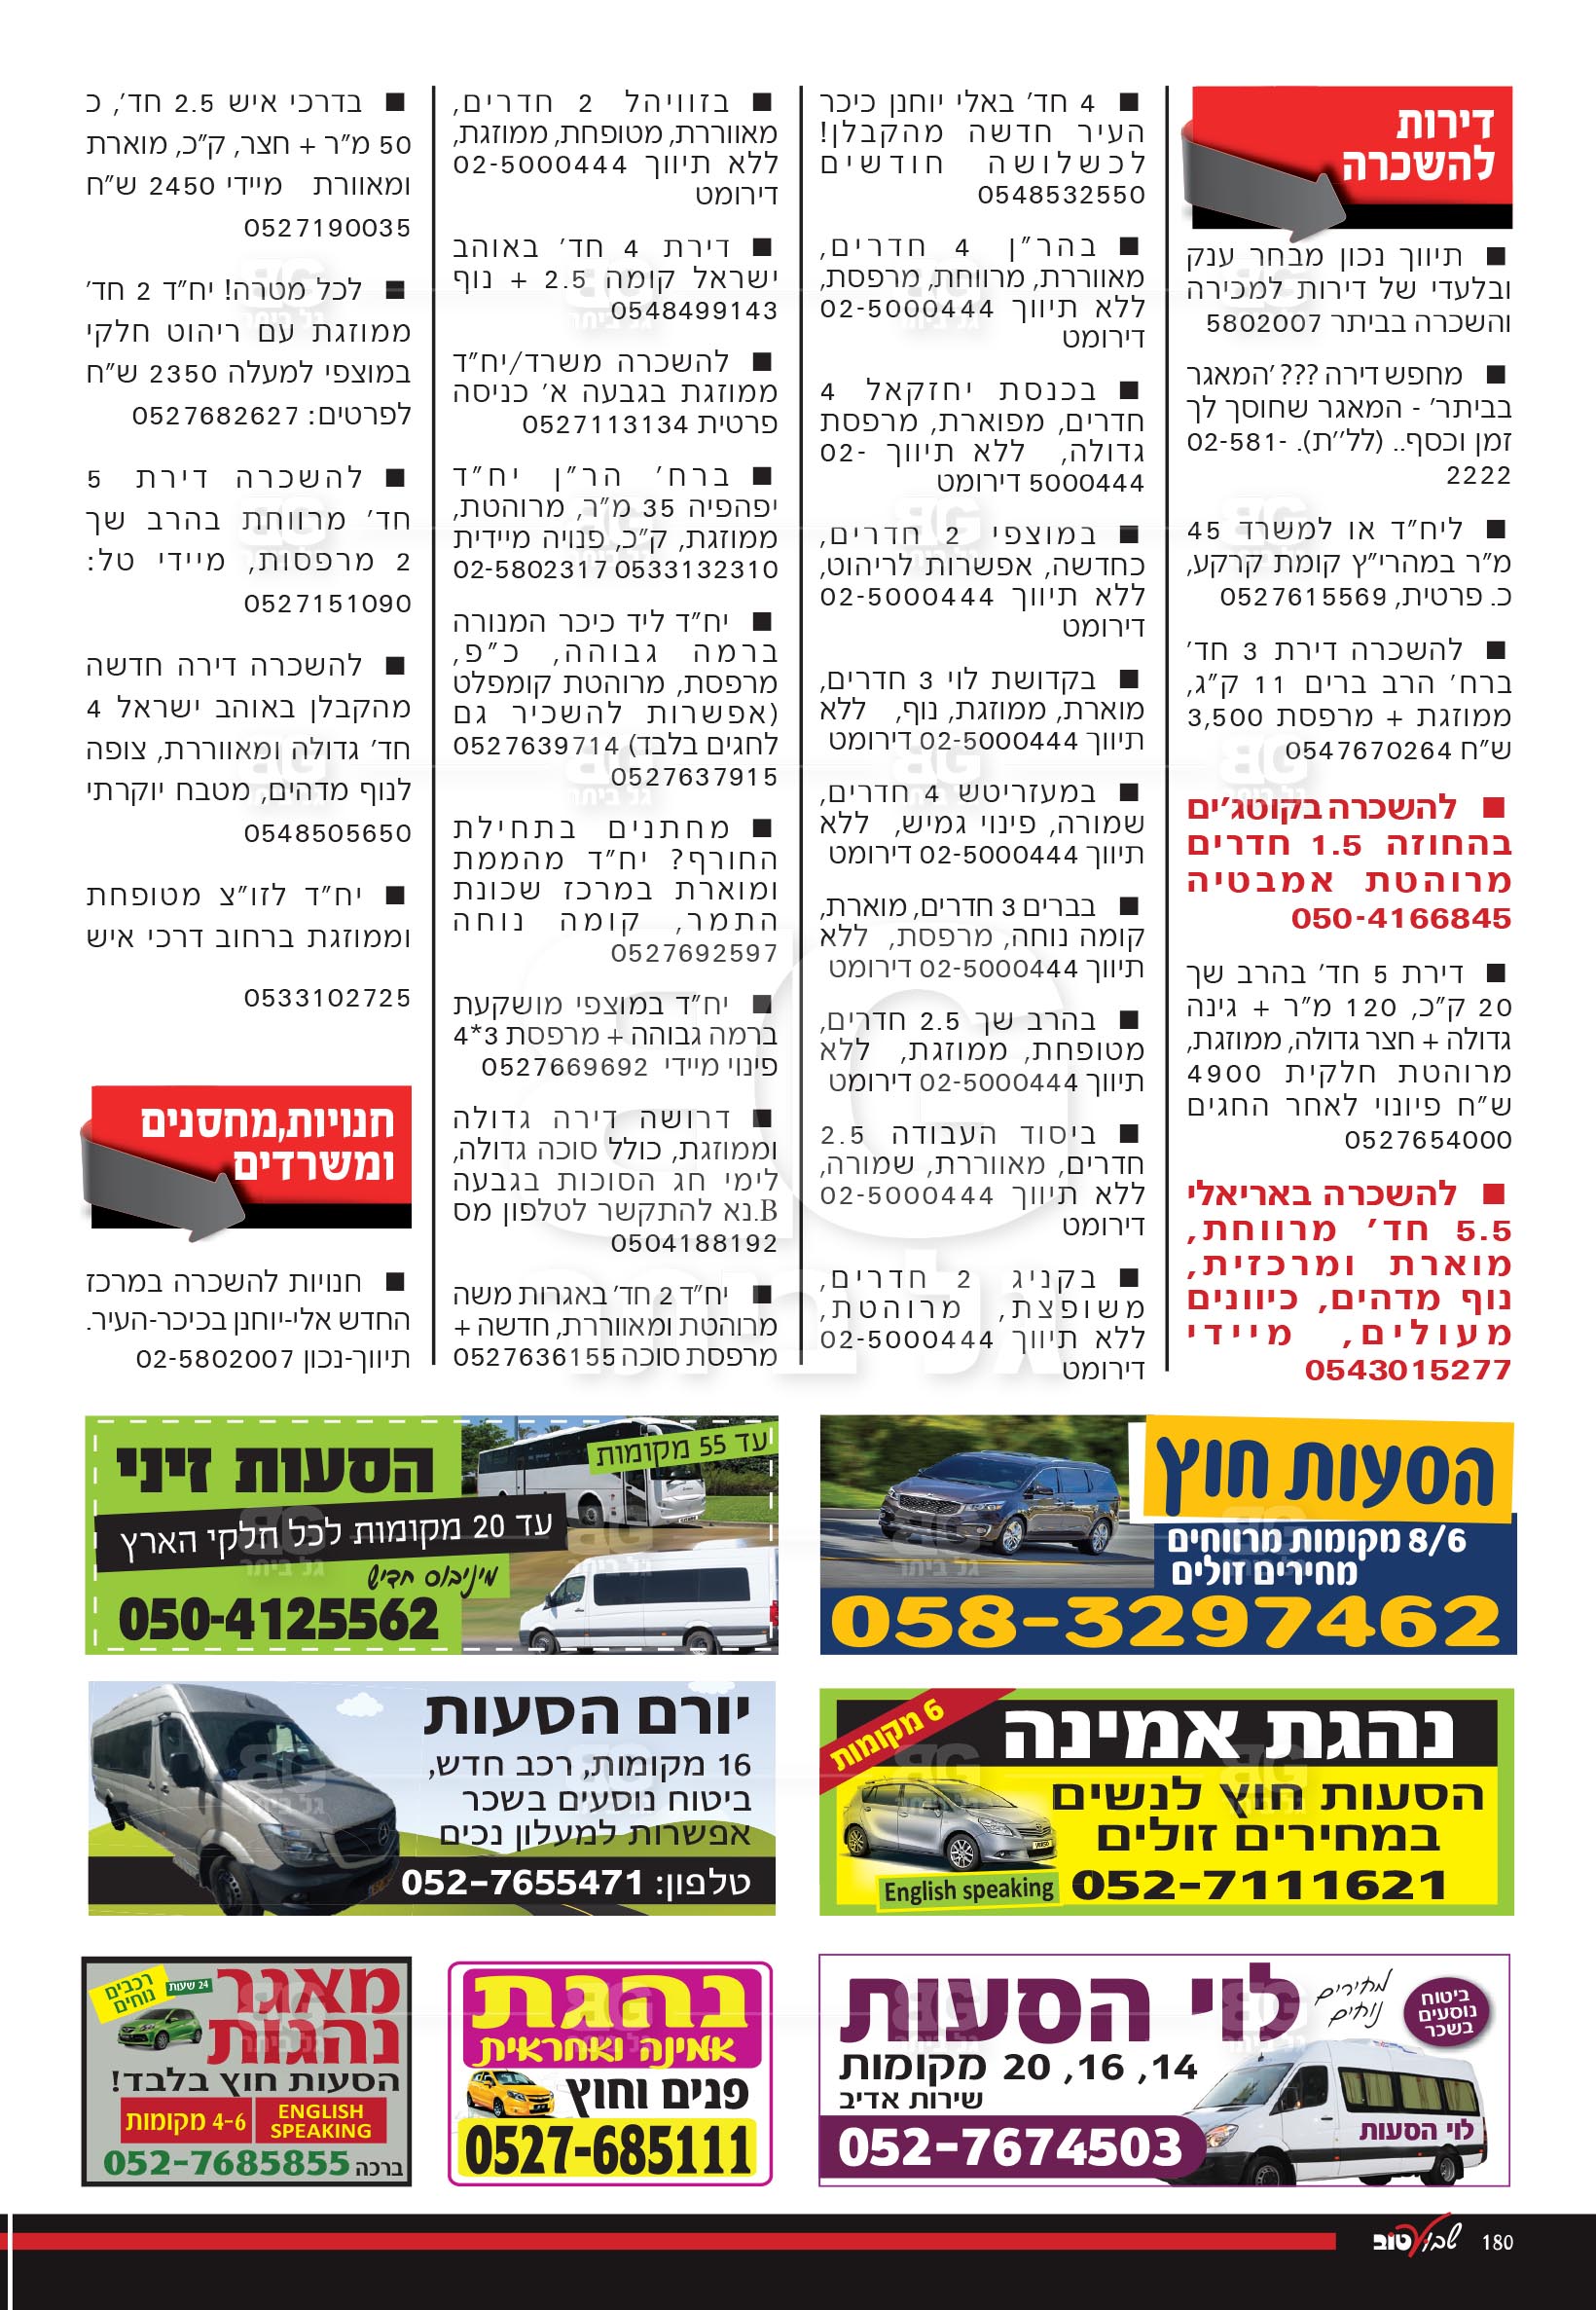 דירות
להשכרה
■ תיווך נכון מבחר ענק
ובלעדי של דירות למכירה
והשכרה בביתר 5802007
■ מחפש דירה ??? 'המאגר
בביתר' - המאגר שחוסך לך
זמן וכסף.. (לל''ת). 02-581-
2222
■ ליח"ד או למשרד 45
מ"ר במהרי"ץ קומת קרקע,
כ. פרטית, 0527615569
■ להשכרה דירת 3 חד'
ברח' הרב ברים 11 ק"ג,
ממוזגת + מרפסת 3,500
ש"ח 0547670264
■ להשכרה בקוטג'ים
בהחוזה 1.5 חדרים
מרוהטת אמבטיה
050-4166845
■ דירת 5 חד' בהרב שך
20 ק"כ, 120 מ"ר + גינה
גדולה + חצר גדולה, ממוזגת,
מרוהטת חלקית 4900
ש"ח פיונוי לאחר החגים
0527654000
■ להשכרה באריאלי
5.5 חד' מרווחת,
מוארת ומרכזית,
נוף מדהים, כיוונים
מעולים, מיידי
0543015277
■ 4 חד' באלי יוחנן כיכר
העיר חדשה מהקבלן!
לכשלושה חודשים
0548532550
■ בהר"ן 4 חדרים,
מאווררת, מרווחת, מרפסת,
ללא תיווך 02-5000444
דירומט
■ בכנסת יחזקאל 4
חדרים, מפוארת, מרפסת
גדולה, ללא תיווך 02-
5000444 דירומט
■ במוצפי 2 חדרים,
כחדשה, אפשרות לריהוט,
ללא תיווך 02-5000444
דירומט
■ בקדושת לוי 3 חדרים,
מוארת, ממוזגת, נוף, ללא
תיווך 02-5000444 דירומט
■ במעזריטש 4 חדרים,
שמורה, פינוי גמיש, ללא
תיווך 02-5000444 דירומט
■ בברים 3 חדרים, מוארת,
קומה נוחה, מרפסת, ללא
תיווך 02-5000444 דירומט
■ בהרב שך 2.5 חדרים,
מטופחת, ממוזגת, ללא
תיווך 02-5000444 דירומט
■ ביסוד העבודה 2.5
חדרים, מאווררת, שמורה,
ללא תיווך 02-5000444
דירומט
■ בקניג 2 חדרים,
משופצת, מרוהטת,
ללא תיווך 02-5000444
דירומט
■ בזוויהל 2 חדרים,
מאווררת, מטופחת, ממוזגת,
ללא תיווך 02-5000444
דירומט
■ דירת 4 חד' באוהב
ישראל קומה 2.5 + נוף
0548499143
■ להשכרה משרד/יח"ד
ממוזגת בגבעה א' כניסה
פרטית 0527113134
■ ברח' הר"ן יח"ד
יפהפיה 35 מ"ר, מרוהטת,
ממוזגת, ק"כ, פנויה מיידית
0533132310 02-5802317
■ יח"ד ליד כיכר המנורה
ברמה גבוהה, כ"פ,
מרפסת, מרוהטת קומפלט
(אפשרות להשכיר גם
לחגים בלבד) 0527639714
0527637915
■ מחתנים בתחילת
החורף? יח"ד מהממת
ומוארת במרכז שכונת
התמר, קומה נוחה
0527692597
■ יח"ד במוצפי מושקעת
ברמה גבוהה + מרפסת 3*4
פינוי מיידי 0527669692
■ דרושה דירה גדולה
וממוזגת, כולל סוכה גדולה,
לימי חג הסוכות בגבעה
B.נא להתקשר לטלפון מס
0504188192
■ יח"ד 2 חד' באגרות משה
מרוהטת ומאווררת, חדשה +
מרפסת סוכה 0527636155
■ בדרכי איש 2.5 חד', כ
50 מ"ר + חצר, ק"כ, מוארת
ומאוורת מיידי 2450 ש"ח
0527190035
■ לכל מטרה! יח"ד 2 חד'
ממוזגת עם ריהוט חלקי
במוצפי למעלה 2350 ש"ח
לפרטים: 0527682627
■ להשכרה דירת 5
חד' מרווחת בהרב שך
2 מרפסות, מיידי טל:
0527151090
■ להשכרה דירה חדשה
מהקבלן באוהב ישראל 4
חד' גדולה ומאווררת, צופה
לנוף מדהים, מטבח יוקרתי
0548505650
■ יח"ד לזו"צ מטופחת
וממוזגת ברחוב דרכי איש
0533102725
חנויות,מחסנים
ומשרדים
■ חנויות להשכרה במרכז
החדש אלי-יוחנן בכיכר-העיר.
תיווך-נכון 02-5802007
הסעות חוץ
8/6 מקומות מרווחים
מחירים זולים
058-3297462
עד 55 מקומות
הסעות זיני
עד 20 מקומות לכל חלקי הארץ
מיניבוס חדיש
050-4125562
6 מקומות
נהגת אמינה
הסעות חוץ לנשים
במחירים זולים
052-7111621
English speaking
יורם הסעות
16 מקומות, רכב חדש,
ביטוח נוסעים בשכר
אפשרות למעלון נכים
טלפון: 052-7655471
ביטוח
נוסעים
בשכר
מחירים
נוחים
לוי הסעות
14, 16, 20 מקומות
שירות אדיב
052-7674503
לוי הסעות
נהגת
אמינה ואחראית
פנים וחוץ
0527-685111
מאגר
נהגות
24 שעות
רכבים
נוחים
הסעות חוץ בלבד!
ENGLISH
SPEAKING
4-6 מקומות
ברכה 052-7685855
180 שבוע טוב
BG
גל ביתר